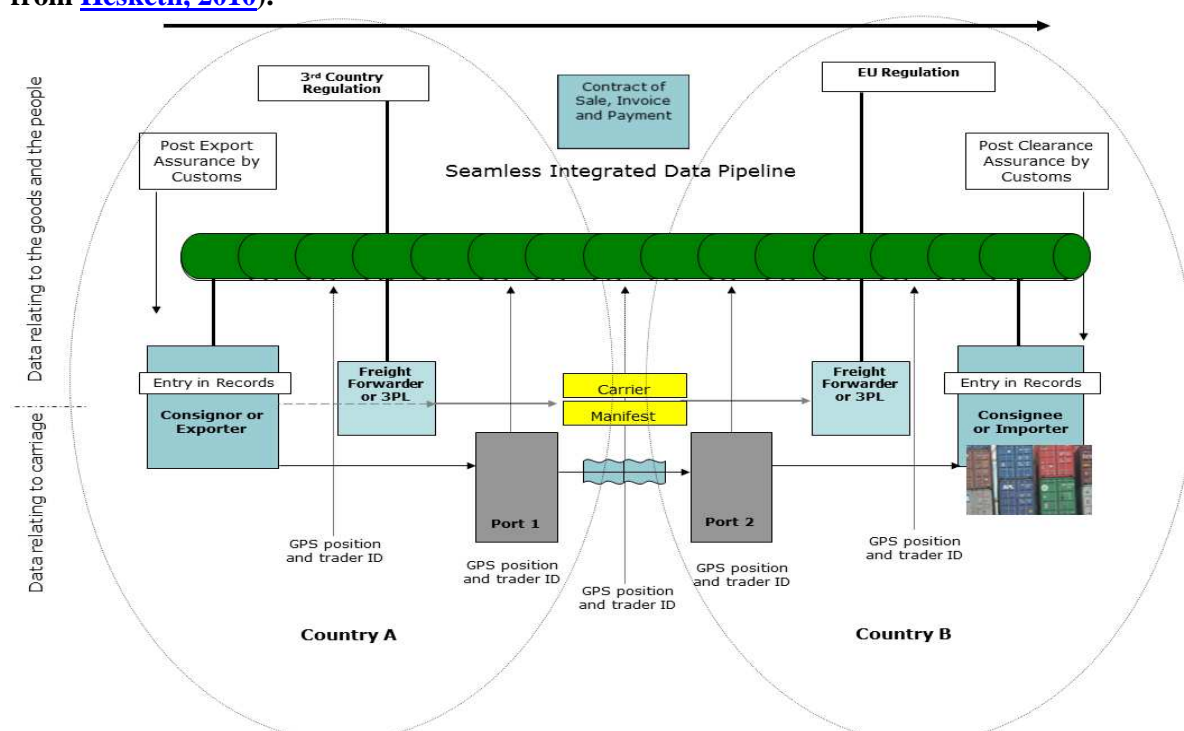 from Hesketh, 2010).
3rd Country
Regulation
EU Regulation
Contract of
Sale, Invoice
and Payment
Post Export
Assurance by
Customs
Post Clearance
Assurance by
Customs
Seamless Integrated Data Pipeline
Data relating to the goods and the people
Data relating to carriage
Entry in Records
Consignor or
Exporter
Freight
Forwarder
or 3PL
Carrier
Manifest
Freight
Forwarder
or 3PL
Entry in Records
Consignee
or Importer
Port 1
Port 2
GPS position
and trader ID
GPS position
and trader ID
GPS position
and trader ID
GPS position
and trader ID
GPS position
and trader ID
Country A
Country B